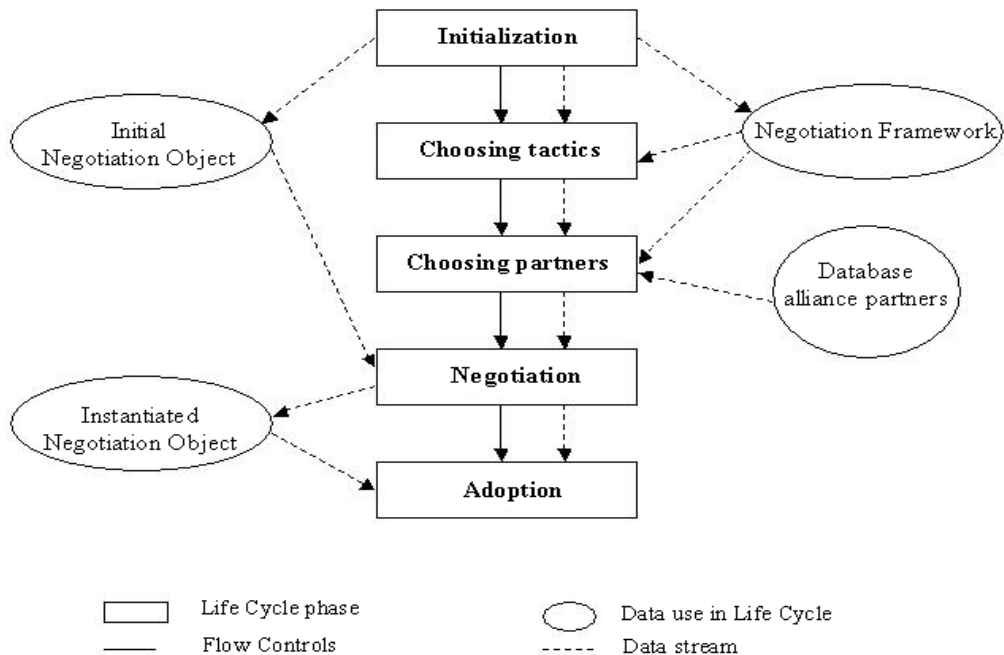 Initialization
Initial
Negotiation Object
Negotiation Framework
Choosing tactics
Choosing partners
Database
alliance partners
Negotiation
Instantiated
Negotiation Object
Adoption
Life Cycle phase
Data use in Life Cycle
Flow Controls
Data stream